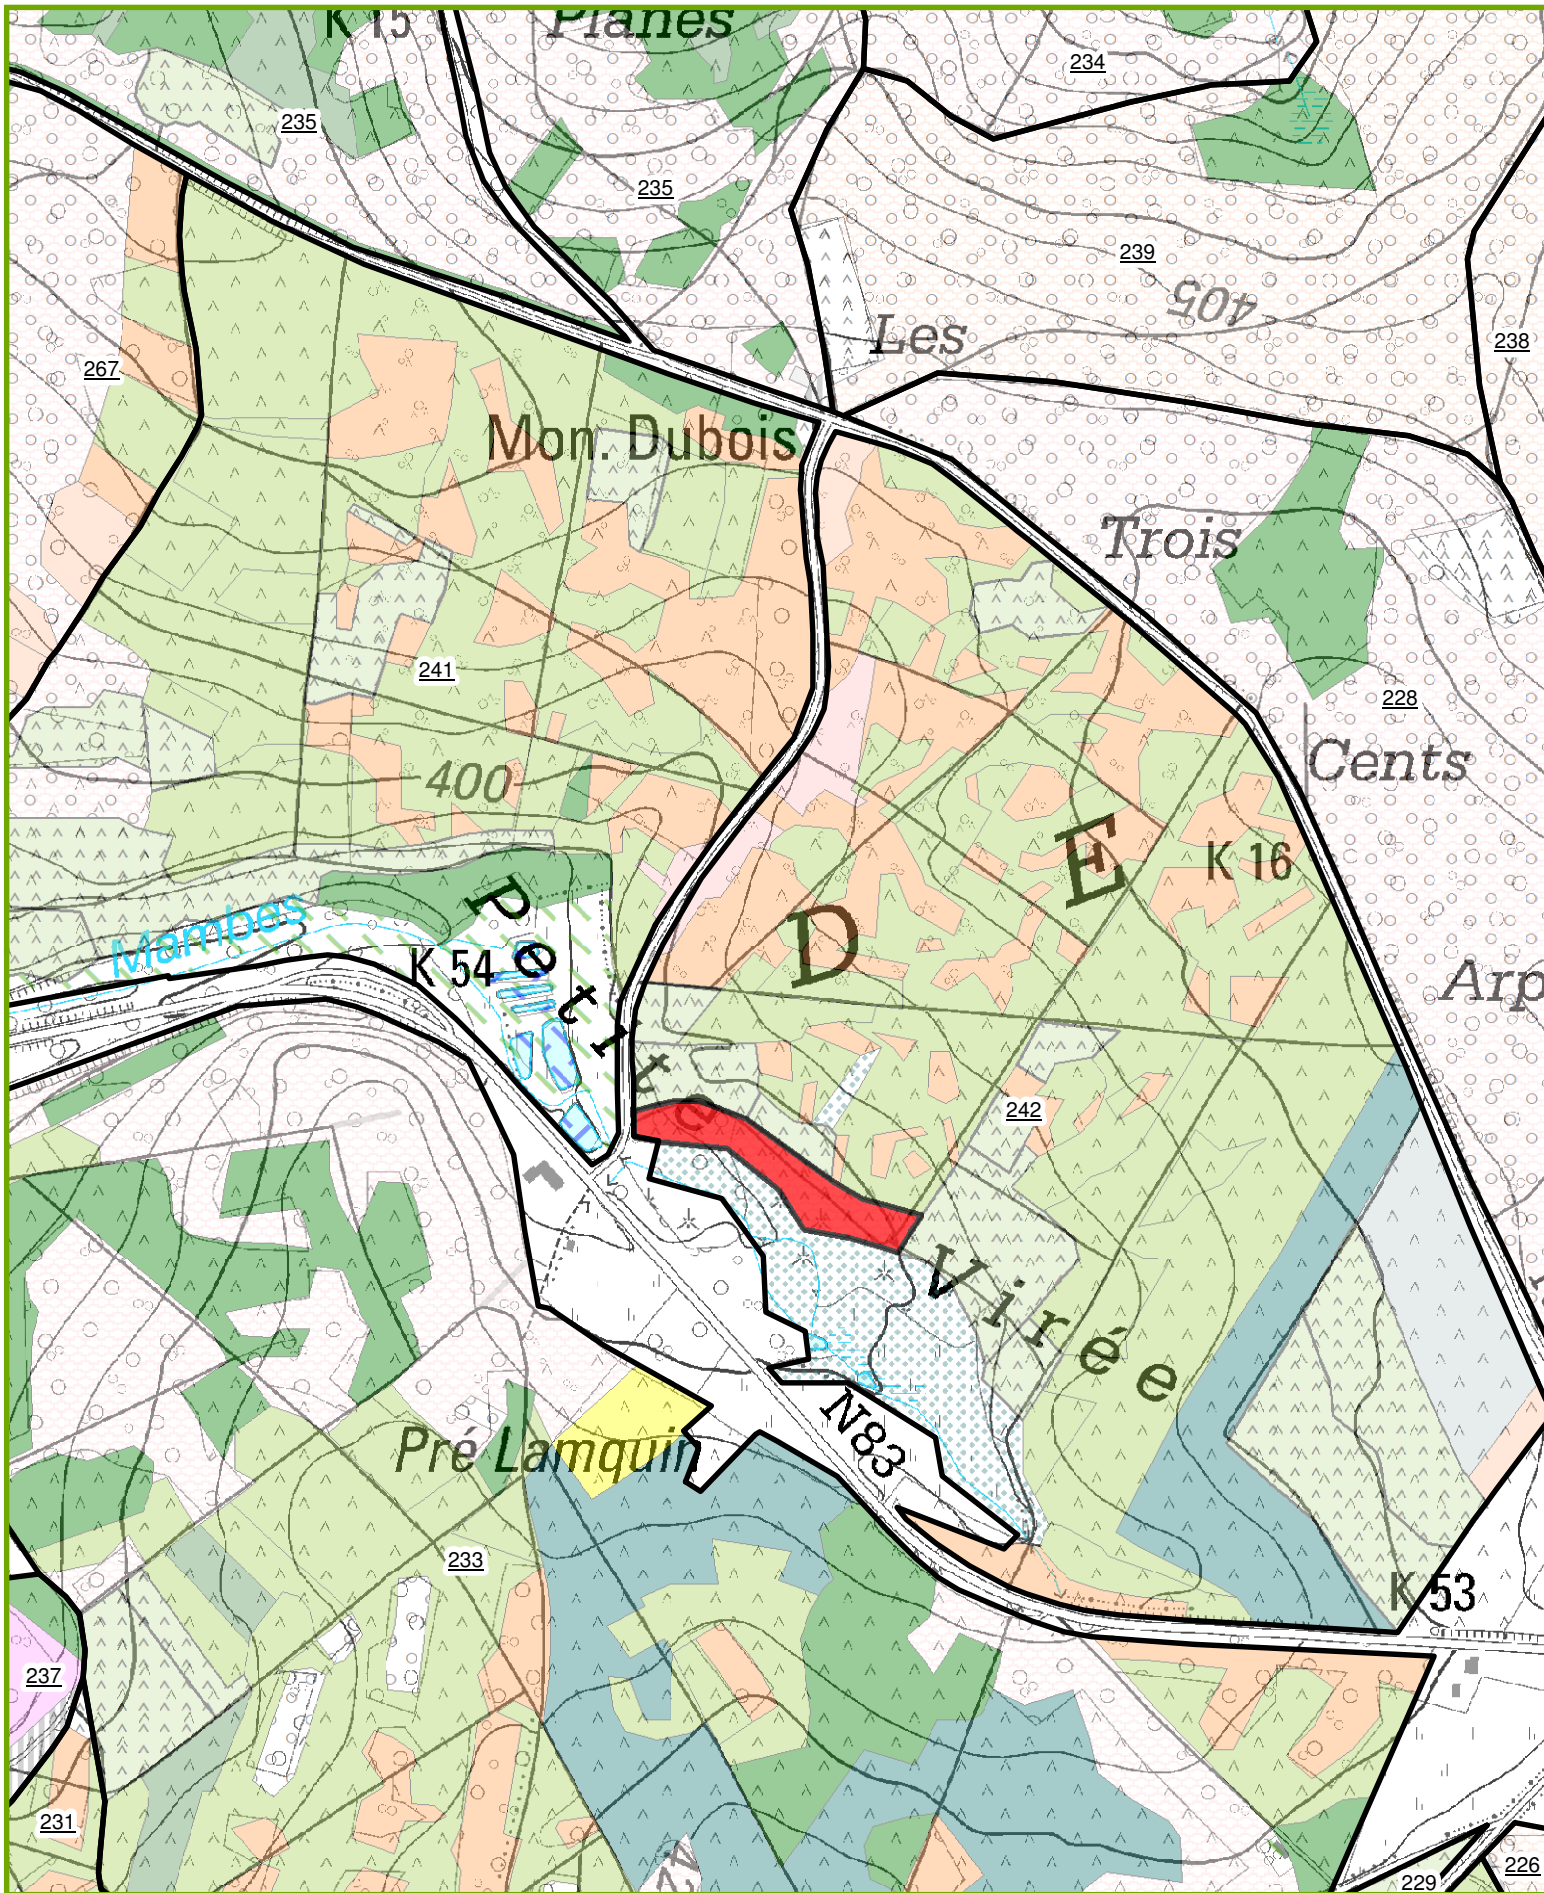 K 15
Planes
234
235
235
239
405
Les
238
267
Mon. Dubois
Trois
241
228
400
Cents
E
K 16
Petite
D
Mambes
K 54
Arp
242
Virée
N83
Pré Lamquin
233
K 53
237
231
42
226
229